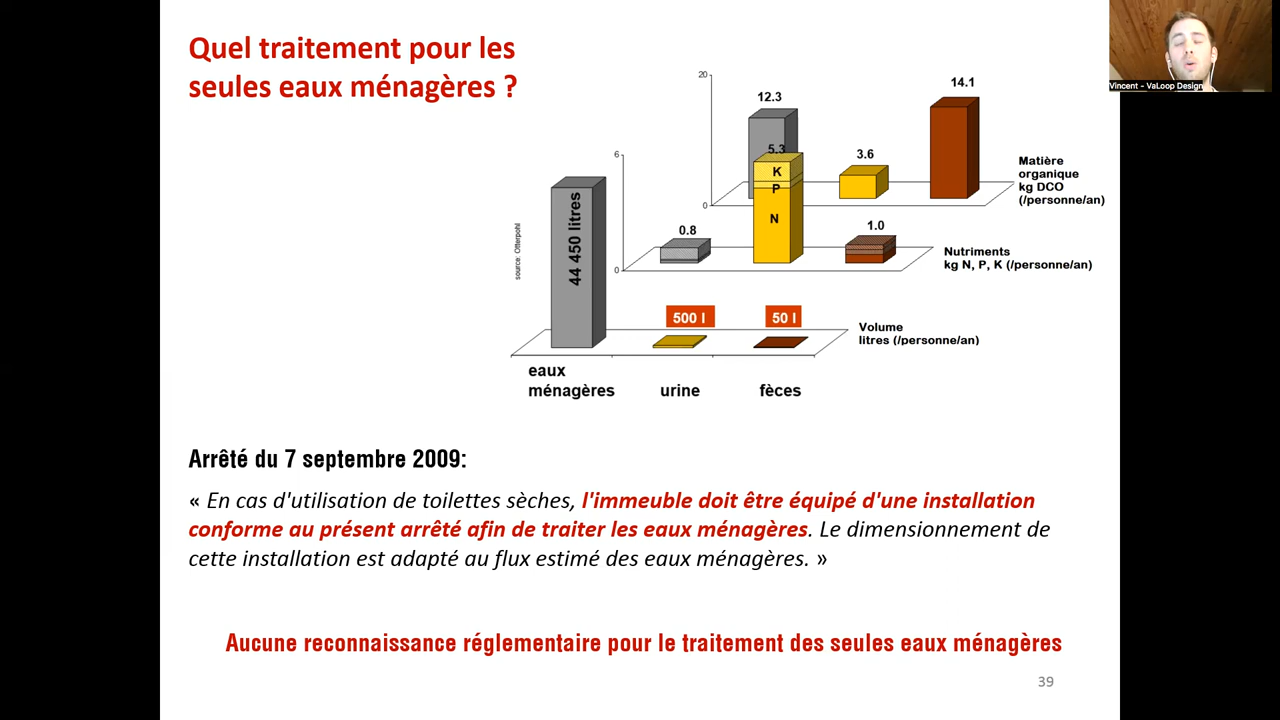 Quel traitement pour les
seules eaux ménagères ?
Vincent - VaLoop Design
20
0
12.3
3.6
14.1
Matière
organique
kg DCO
(/personne/an)
6
0
0.8
5.3
K
P
N
1.0
Nutriments
kg N, P, K (/personne/an)
source: Otterpohl
44 450 litres
500 l
50 l
Volume
litres (/personne/an)
eaux
ménagères
urine
fèces
Arrêté du 7 septembre 2009:
« En cas d'utilisation de toilettes sèches, l'immeuble doit être équipé d'une installation
conforme au présent arrêté afin de traiter les eaux ménagères. Le dimensionnement de
cette installation est adapté au flux estimé des eaux ménagères. »
Aucune reconnaissance réglementaire pour le traitement des seules eaux ménagères
39